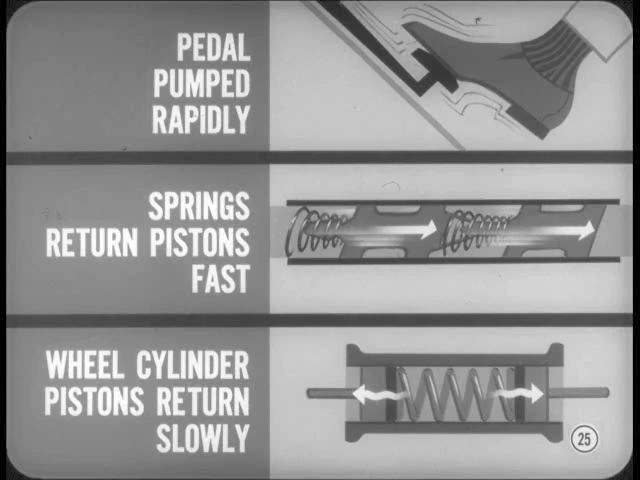 PEDAL
PUMPED
RAPIDLY
SPRINGS
RETURN PISTONS
FAST
WHEEL CYLINDER
PISTONS RETURN
SLOWLY
25